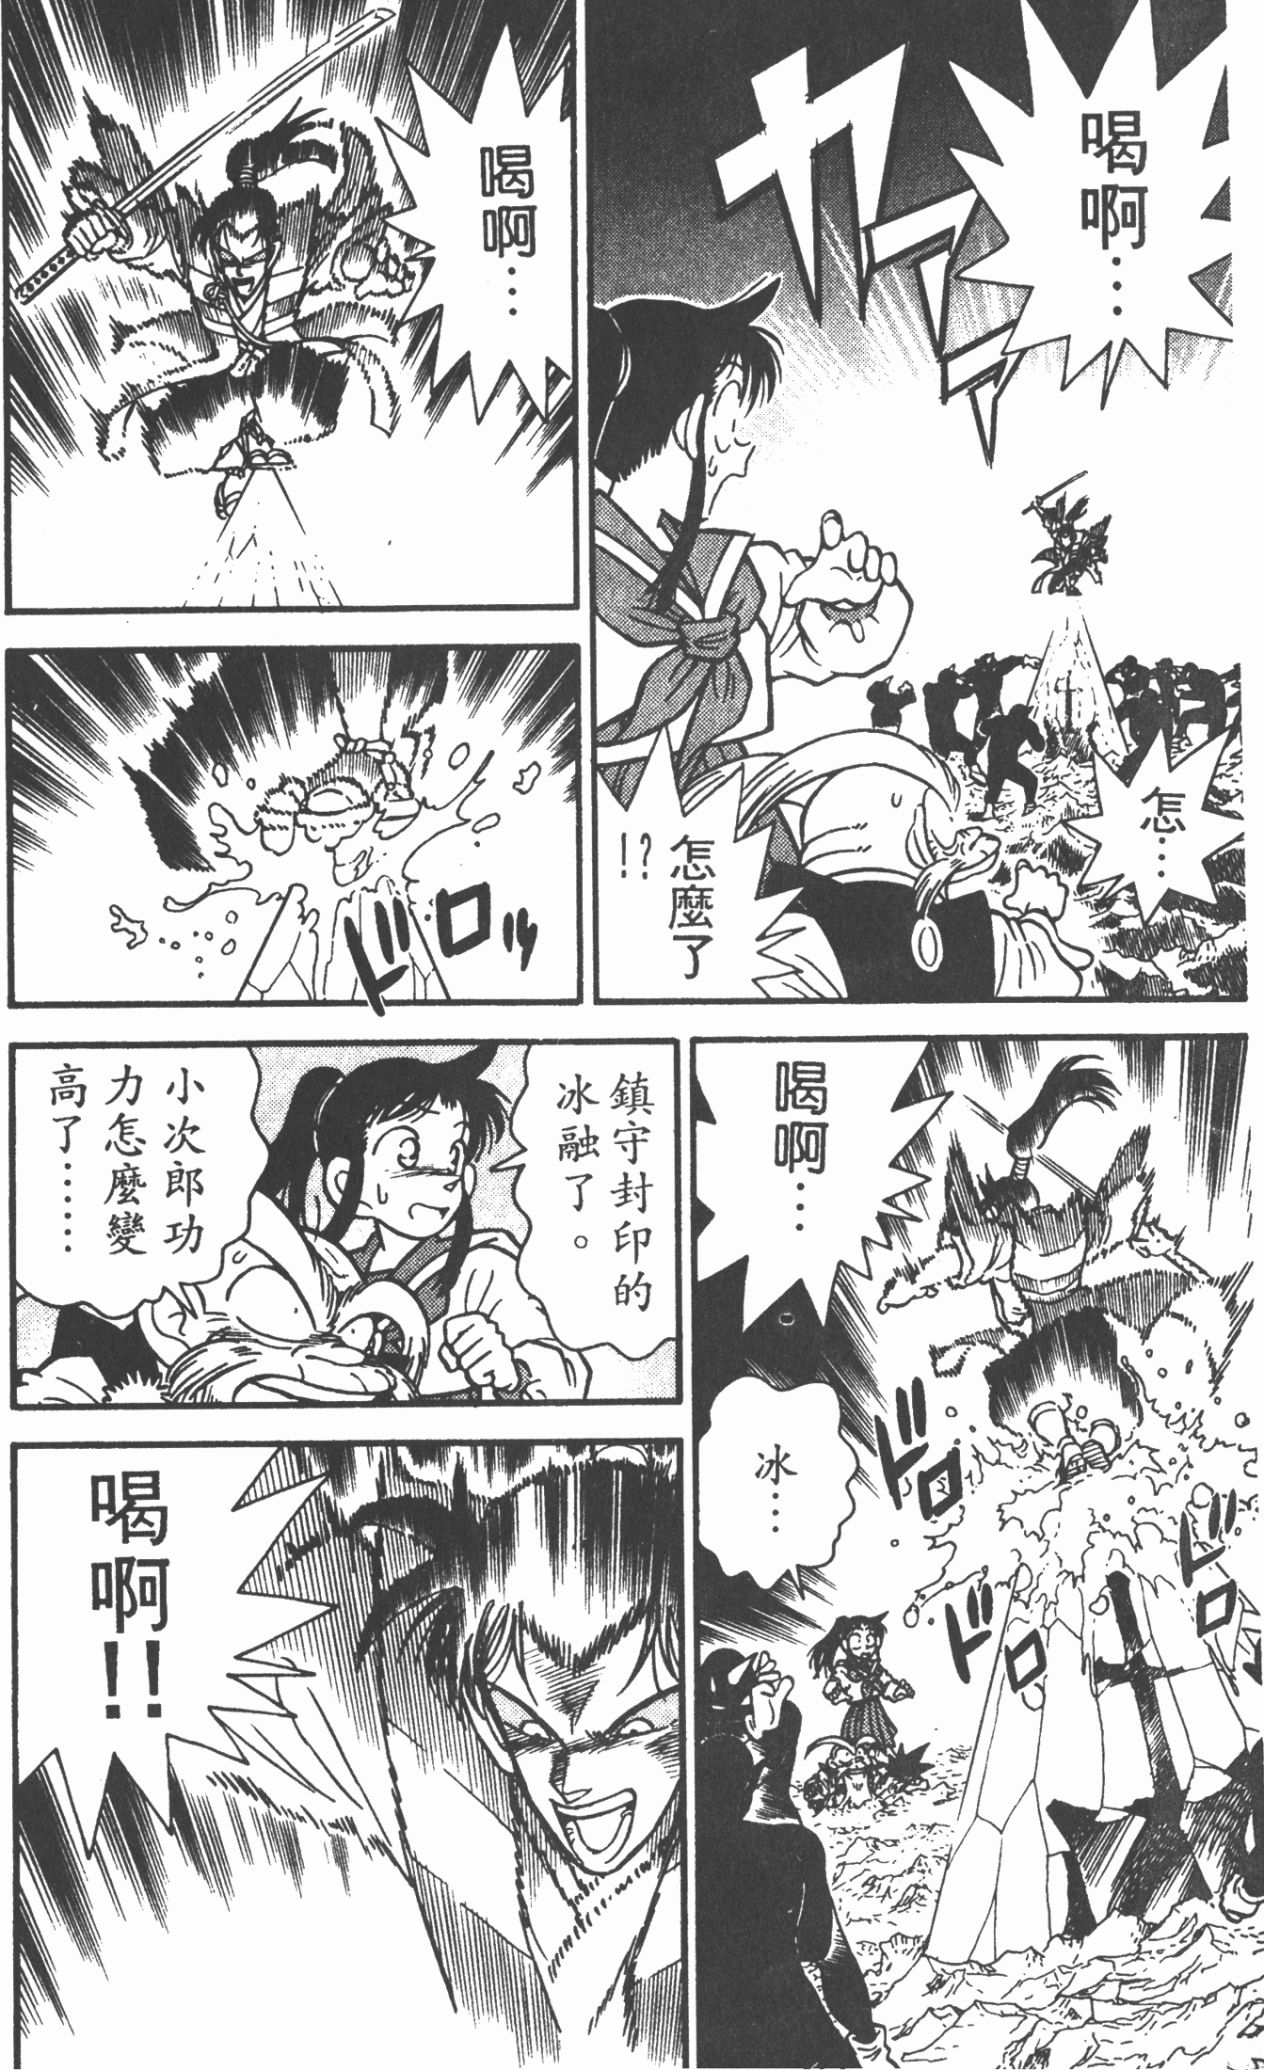 喝啊…
カーーッ
怎…
怎麼了
!?
喝啊…
ドロッ
喝啊…
冰…
ドロ
ドロ
ドロ
鎮守封印的
冰融了。
小次郎功
力怎麼變
高了……
喝啊!!